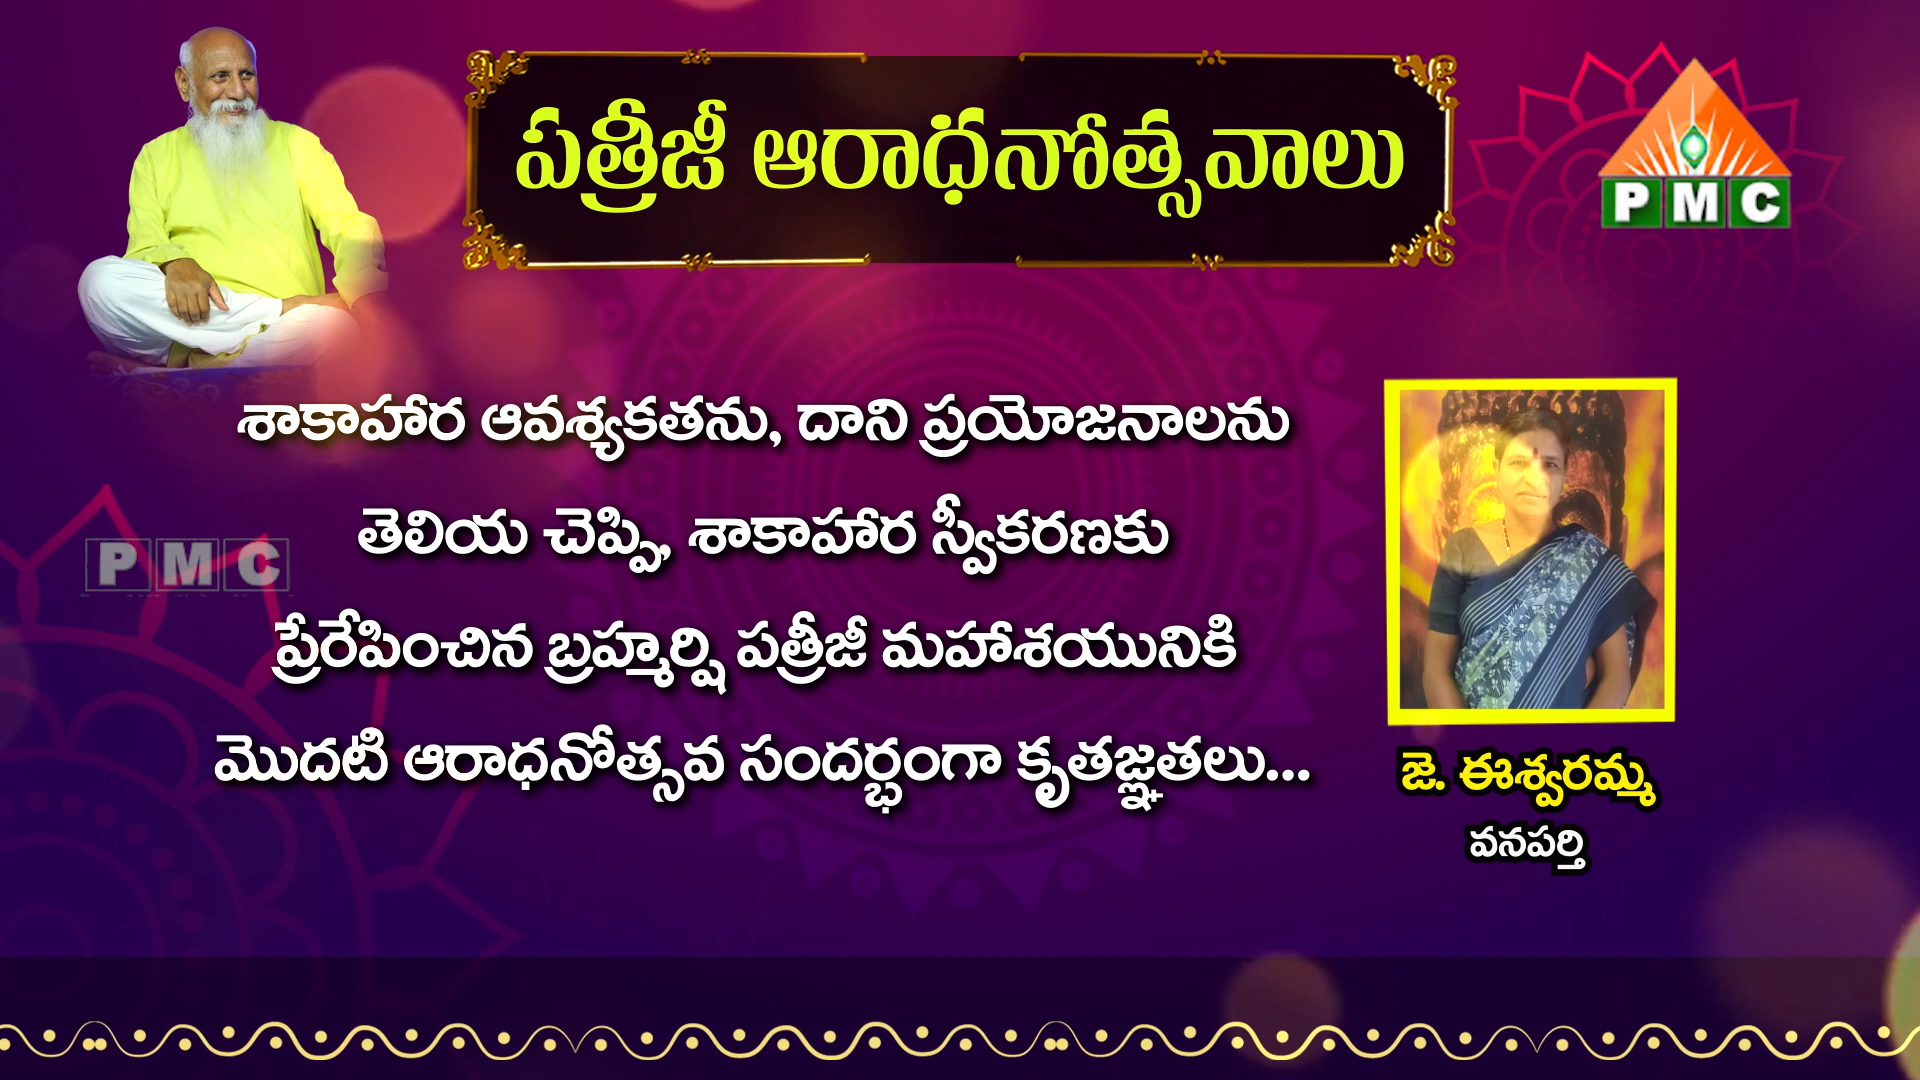 పత్రీజీ ఆరాధనోత్సవాలు
PMC
శాకాహార ఆవశ్యకతను, దాని ప్రయోజనాలను
తెలియ చెప్పి, శాకాహార స్వీకరణకు
PMC
ప్రేరేపించిన బ్రహ్మర్షి పత్రీజీ మహాశయునికి
మొదటి ఆరాధనోత్సవ సందర్భంగా కృతజ్ఞతలు...
జె. ఈశ్వరమ్మ
వనపర్తి